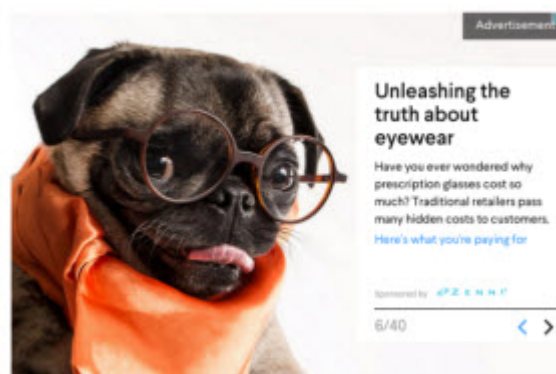 Advertisement
Unleashing the
truth about
eyewear
Have you ever wondered why
prescription glasses cost so
much? Traditional retailers pass
many hidden costs to customers.
Here's what you're paying for
Sponsored by ZENNI
6/40